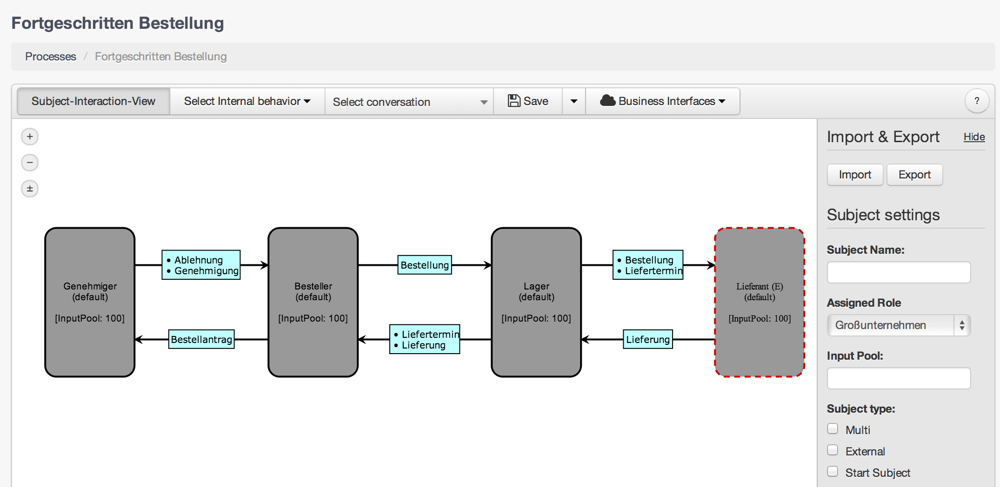 Fortgeschritten Bestellung
Processes / Fortgeschritten Bestellung
Subject-Interaction-View
Select Internal behavior
Select conversation
Save
Business Interfaces
?
+
−
±
Genehmiger
(default)
[InputPool: 100]
• Ablehnung
• Genehmigung
Bestellantrag
Besteller
(default)
[InputPool: 100]
Bestellung
• Liefertermin
• Lieferung
Lager
(default)
[InputPool: 100]
• Bestellung
• Liefertermin
Lieferung
Lieferant (E)
(default)
[InputPool: 100]
Import & Export
Hide
Import
Export
Subject settings
Subject Name:
Assigned Role
Großunternehmen
Input Pool:
Subject type:
Multi
External
Start Subject